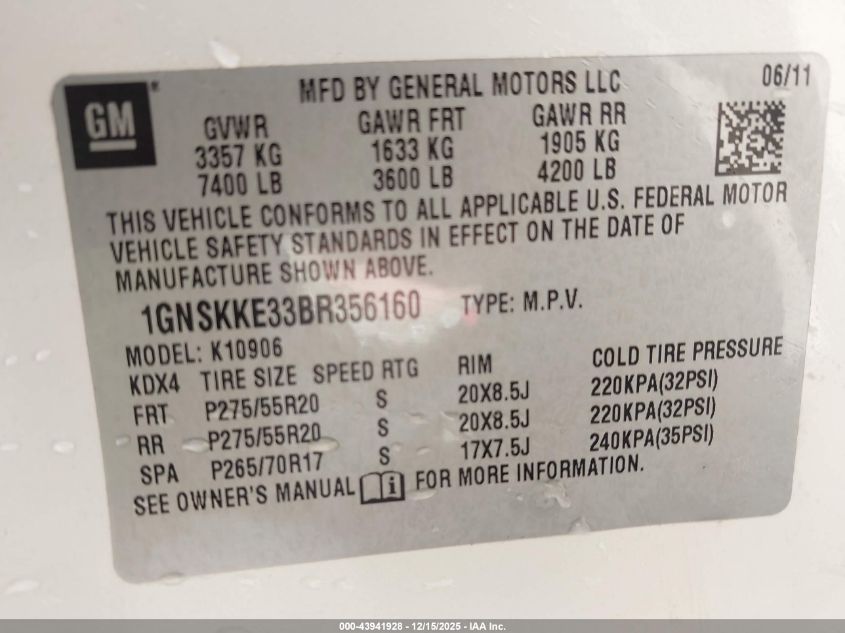 GM
MFD BY GENERAL MOTORS LLC
06/11
GVWR GAWR FRT GAWR RR
3357 KG 1633 KG 1905 KG
7400 LB 3600 LB 4200 LB
THIS VEHICLE CONFORMS TO ALL APPLICABLE U.S. FEDERAL MOTOR
VEHICLE SAFETY STANDARDS IN EFFECT ON THE DATE OF
MANUFACTURE SHOWN ABOVE.
1GNSKKE33BR356160 TYPE: M.P.V.
MODEL: K10906
KDX4 TIRE SIZE SPEED RTG RIM COLD TIRE PRESSURE
FRT P275/55R20 S 20X8.5J 220KPA(32PSI)
RR P275/55R20 S 20X8.5J 220KPA(32PSI)
SPA P265/70R17 S 17X7.5J 240KPA(35PSI)
SEE OWNER'S MANUAL i FOR MORE INFORMATION.
000-43941928 - 12/15/2025 - IAA Inc.